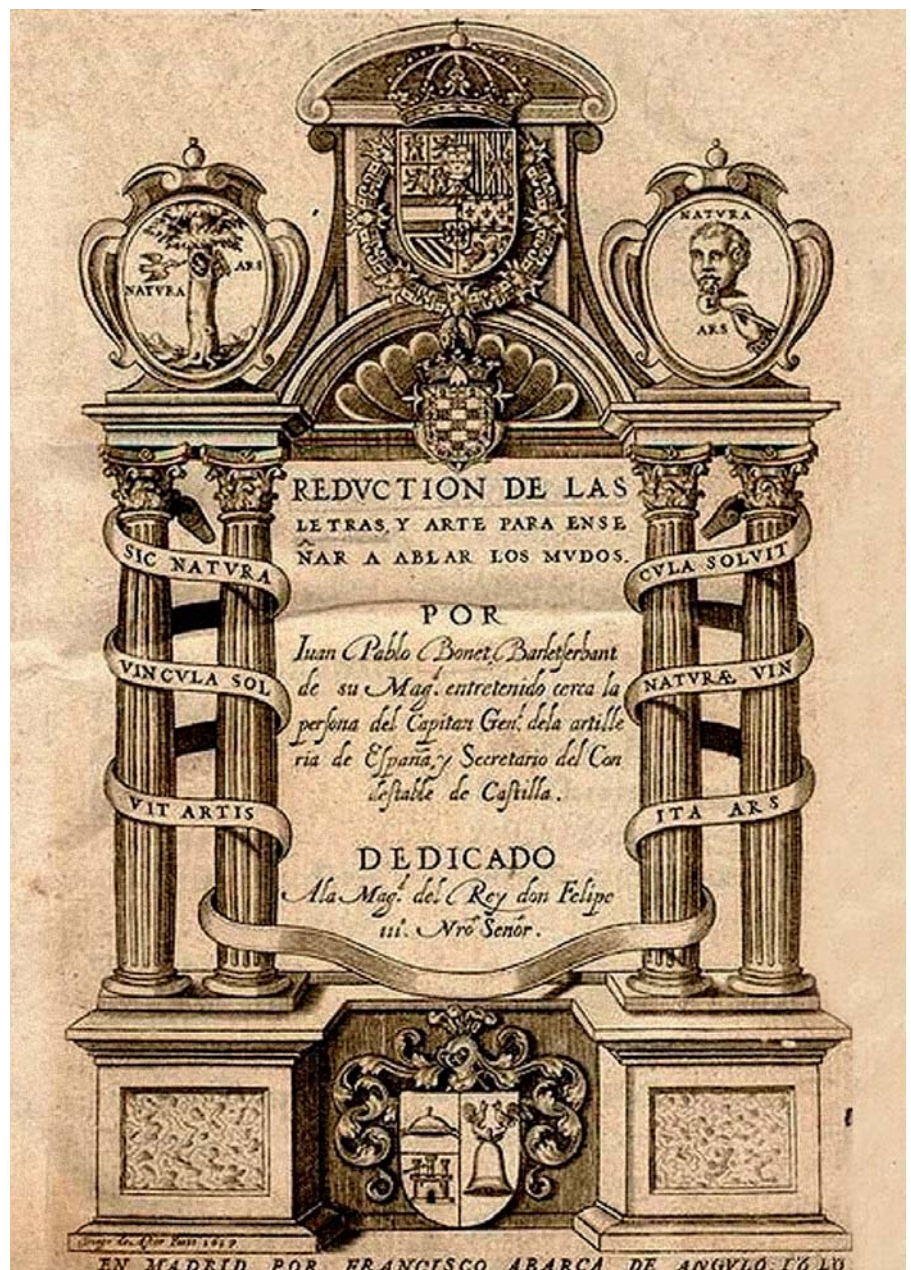 NATVRA
ARS
NATVRA
ARS
REDVCTION DE LAS
LETRAS, Y ARTE PARA ENSE
ÑAR A ABLAR LOS MVDOS.
SIC NATVRA
VINCVLA SOL
VIT ARTIS
CVLA SOLVIT
NATVRÆ VIN
ITA ARS
POR
Iuan Pablo Bonet, Barletserbant
de su Mag.ᵈ entretenido cerca la
persona del Capitan Gen.ˡ dela artille
ria de España, y Secretario del Con
destable de Castilla.
DEDICADO
Ala Mag.ᵈ del Rey don Felipe
iii. Nrõ Señor.
EN MADRID POR FRANCISCO ABARCA DE ANGVLO